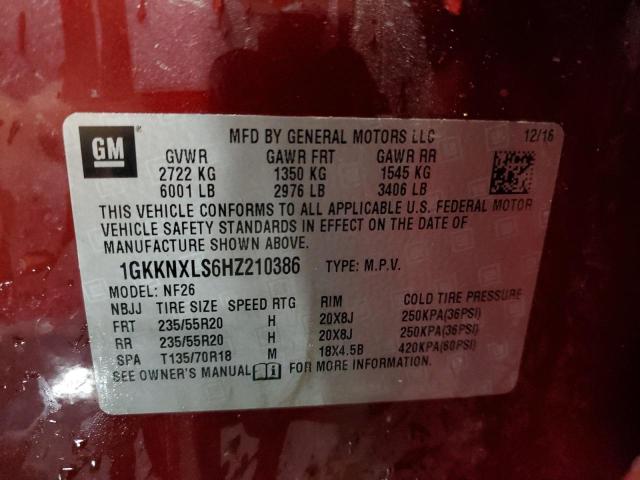 GM ® MFD BY GENERAL MOTORS LLC 12/16
GVWR GAWR FRT GAWR RR
2722 KG 1350 KG 1545 KG
6001 LB 2976 LB 3406 LB
THIS VEHICLE CONFORMS TO ALL APPLICABLE U.S. FEDERAL MOTOR
VEHICLE SAFETY STANDARDS IN EFFECT ON THE DATE OF
MANUFACTURE SHOWN ABOVE.
1GKKNXLS6HZ210386 TYPE: M.P.V.
MODEL: NF26
NBJJ TIRE SIZE SPEED RTG RIM COLD TIRE PRESSURE
FRT 235/55R20 H 20X8J 250KPA(36PSI)
RR 235/55R20 H 20X8J 250KPA(36PSI)
SPA T135/70R18 M 18X4.5B 420KPA(60PSI)
SEE OWNER'S MANUAL FOR MORE INFORMATION